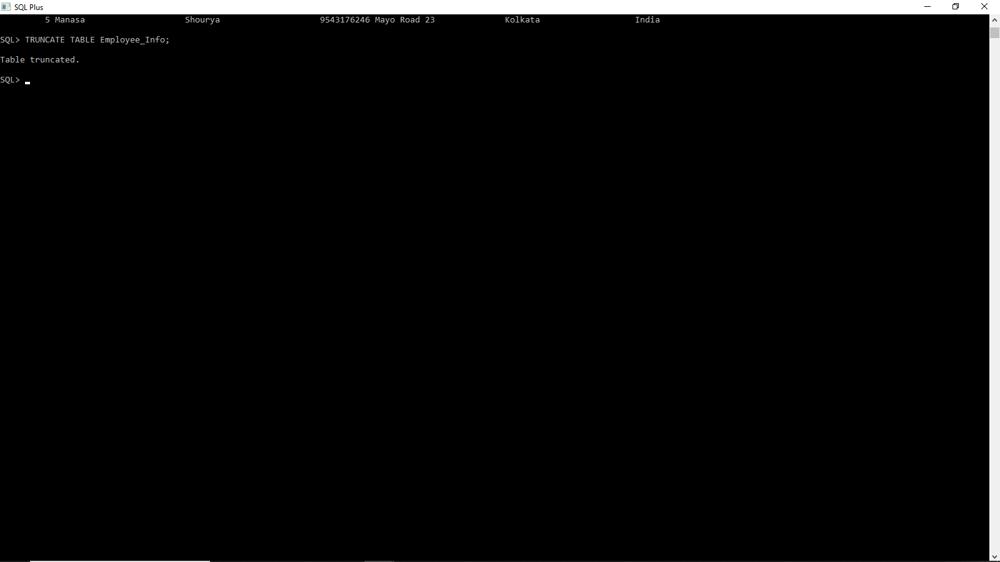 SQL Plus
5 Manasa Shourya 9543176246 Mayo Road 23 Kolkata India
SQL> TRUNCATE TABLE Employee_Info;
Table truncated.
SQL>